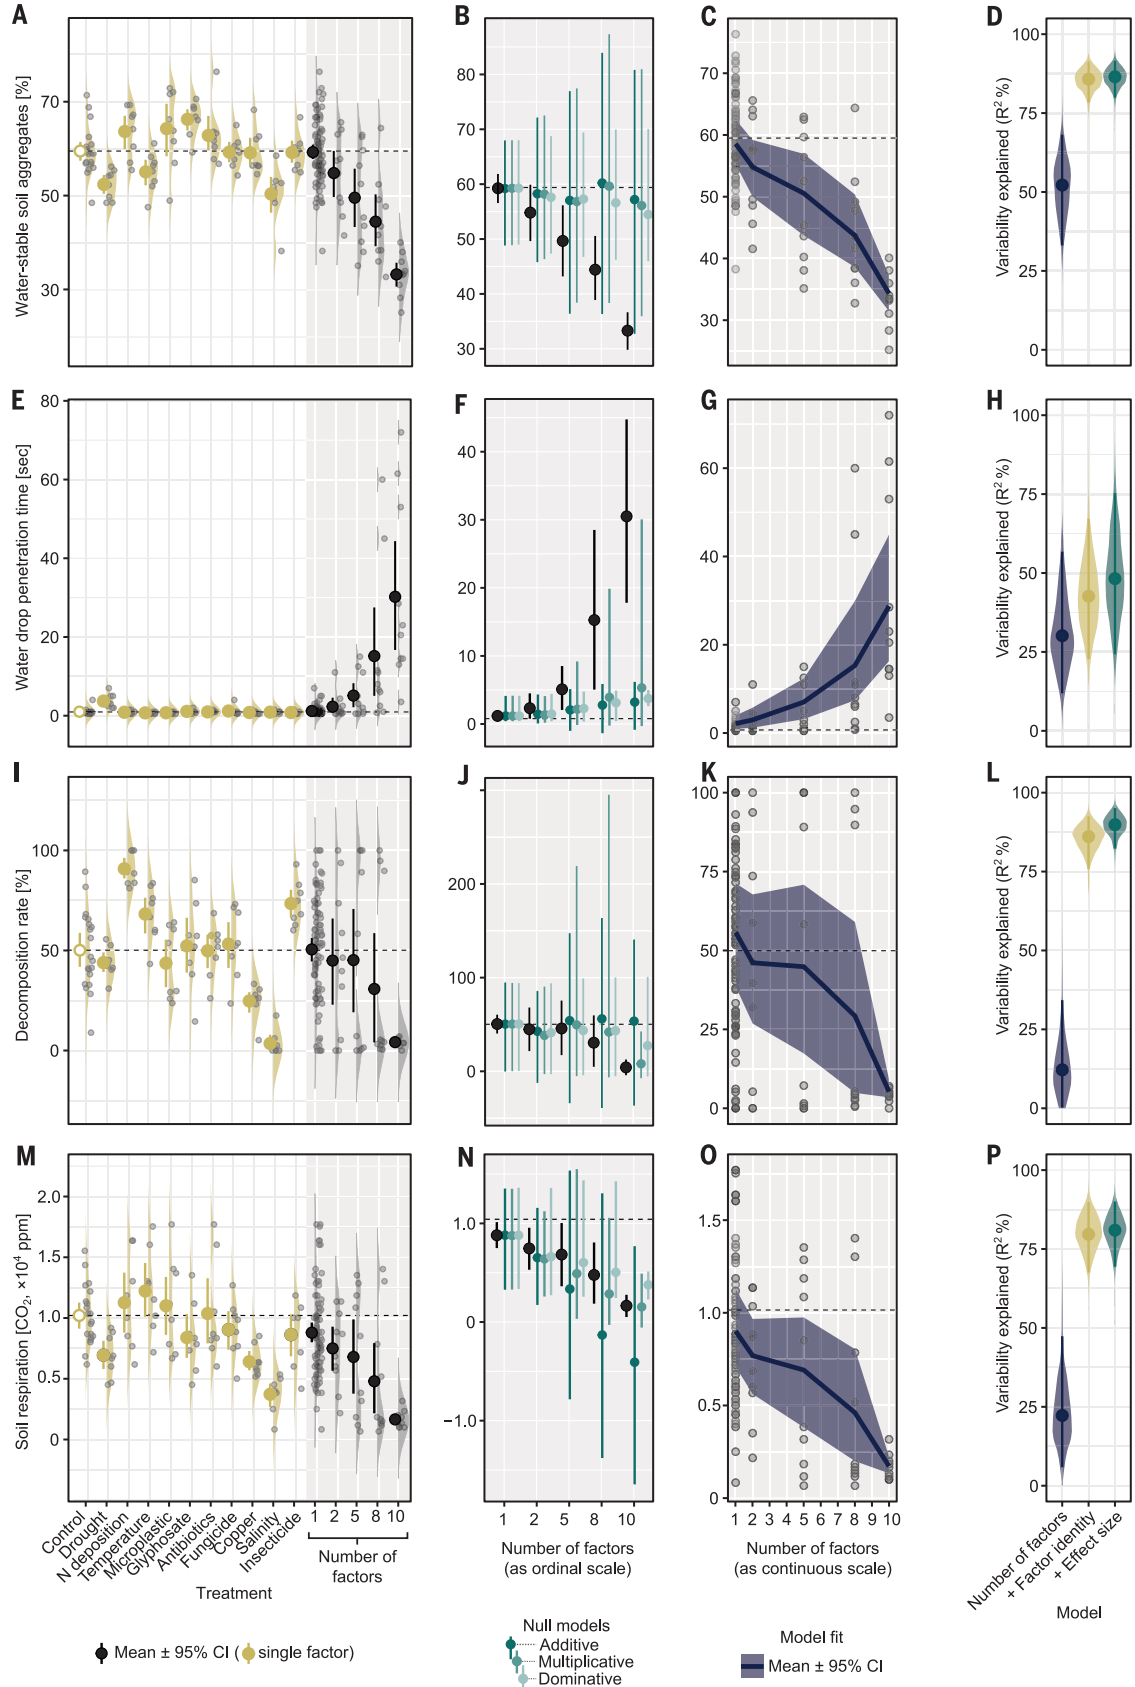 A
B
C
D
Water-stable soil aggregates [%]
70
50
30
90
80
70
60
50
40
30
70
60
50
40
30
Variability explained (R² %)
100
75
50
25
0
E
F
G
H
Water drop penetration time [sec]
80
60
40
20
0
40
30
20
10
0
60
40
20
0
Variability explained (R² %)
100
75
50
25
0
I
J
K
L
Decomposition rate [%]
100
50
0
200
100
0
100
75
50
25
0
Variability explained (R² %)
100
75
50
25
0
M
N
O
P
Soil respiration [CO₂, ×10⁴ ppm)
2.0
1.5
1.0
0.5
0
1.0
0
−1.0
1.5
1.0
0.5
0
Variability explained (R² %)
100
75
50
25
0
Control
Drought
N deposition
Temperature
Microplastic
Glyphosate
Antibiotics
Fungicide
Copper
Salinity
Insecticide
1 2 5 8 10
Number of
factors
Treatment
1 2 5 8 10
Number of factors
(as ordinal scale)
1 2 3 4 5 6 7 8 9 10
Number of factors
(as continuous scale)
Number of factors
+ Factor identity
+ Effect size
Model
Mean ± 95% CI ( single factor)
Null models
Additive
Multiplicative
Dominative
Model fit
Mean ± 95% CI